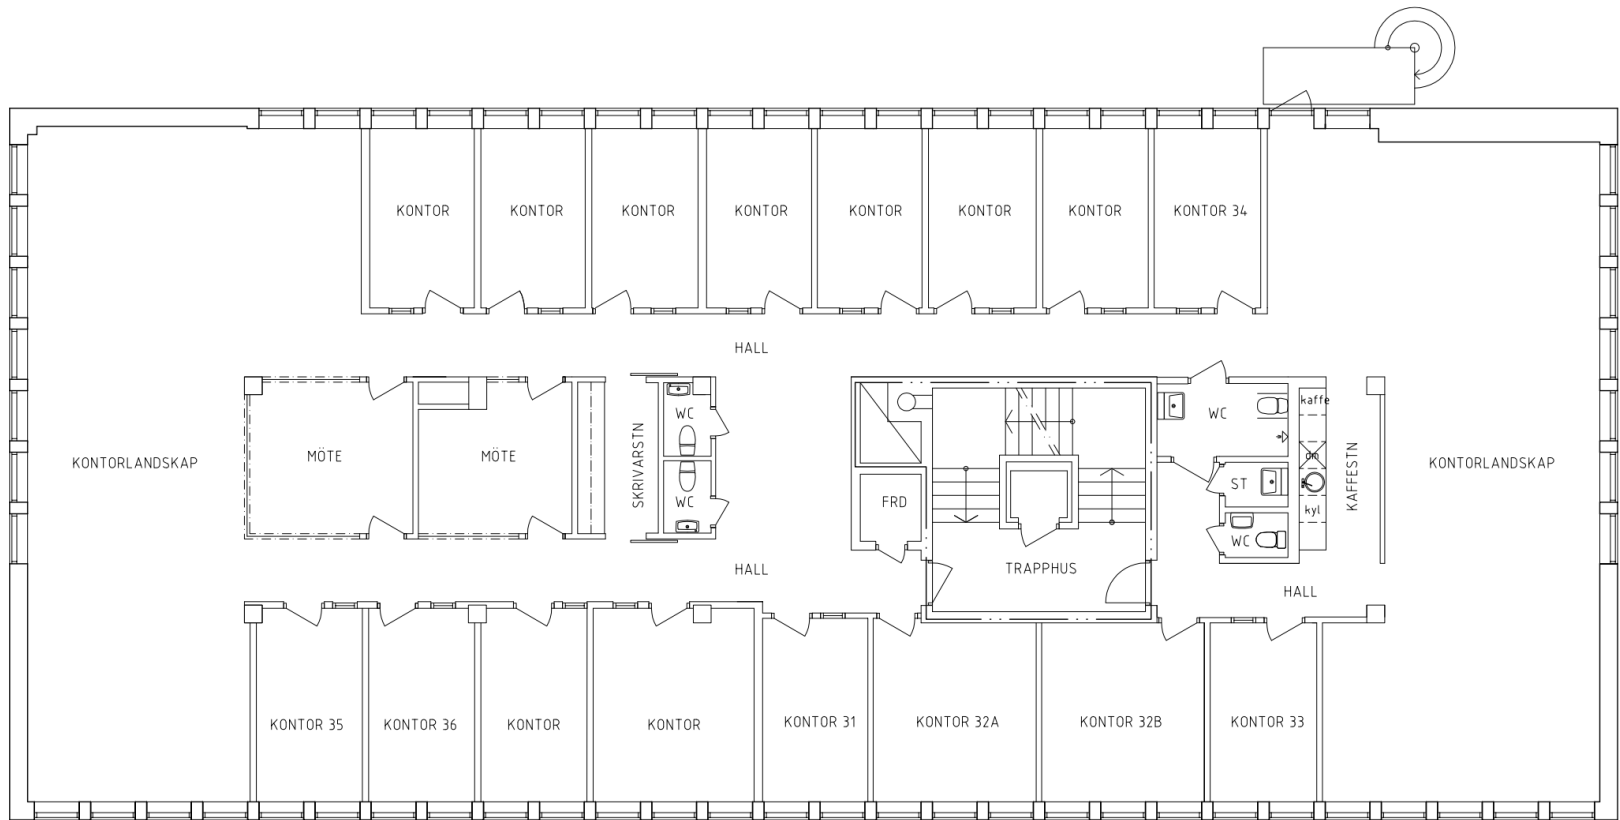 KONTOR
KONTOR
KONTOR
KONTOR
KONTOR
KONTOR
KONTOR
KONTOR 34
HALL
KONTORLANDSKAP
MÖTE
MÖTE
SKRIVARSTN
WC
WC
FRD
TRAPPHUS
WC
ST
WC
kaffe
dm
kyl
KAFFESTN
KONTORLANDSKAP
HALL
HALL
KONTOR 35
KONTOR 36
KONTOR
KONTOR
KONTOR 31
KONTOR 32A
KONTOR 32B
KONTOR 33